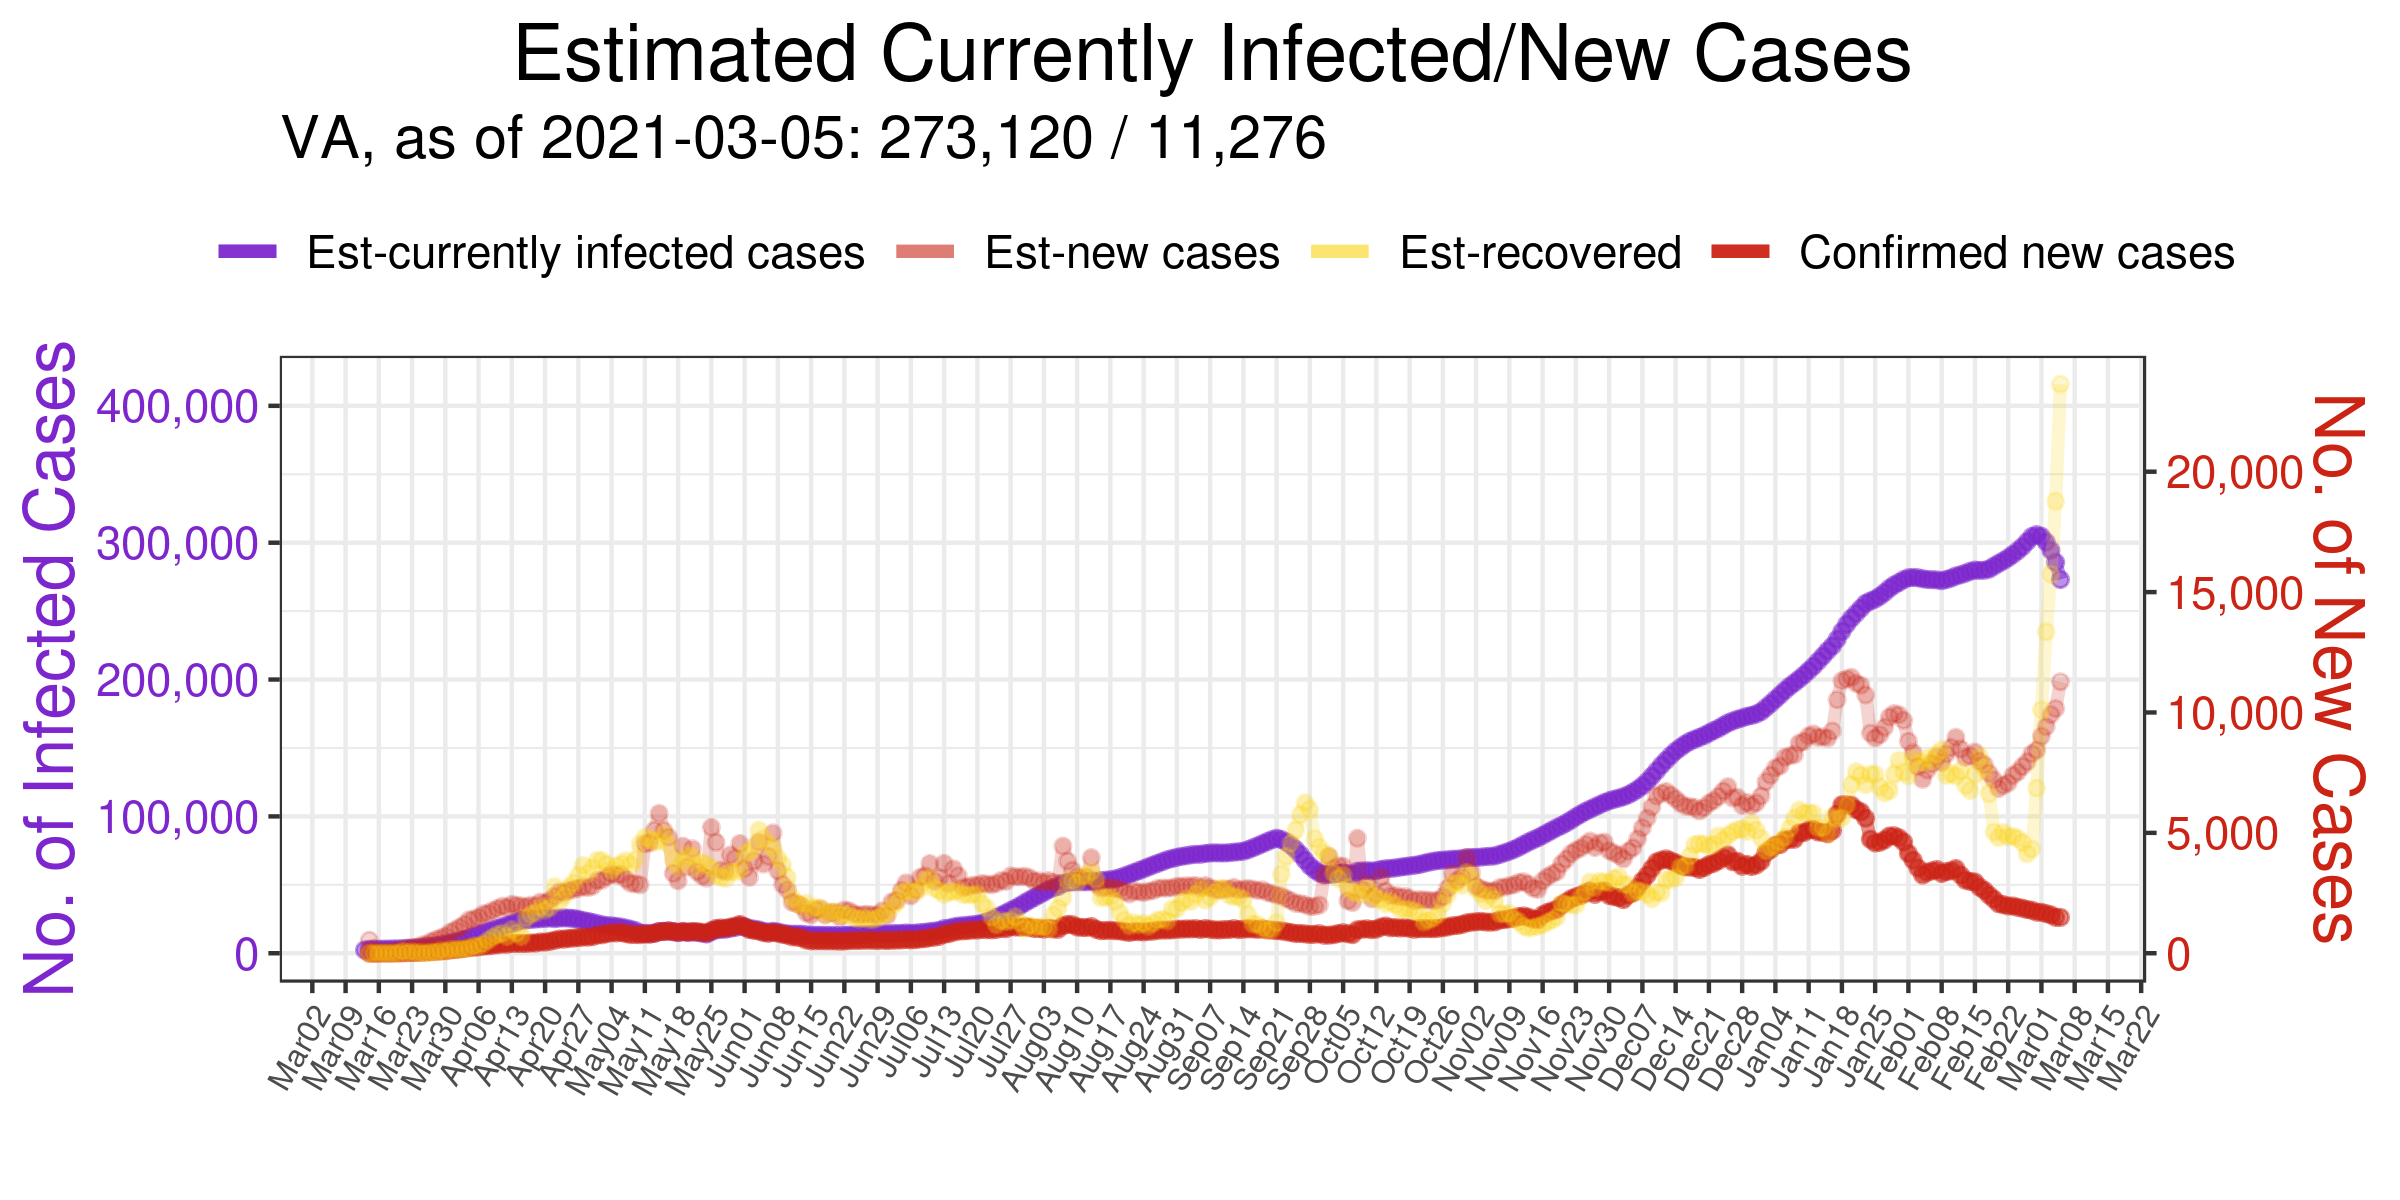 Estimated Currently Infected/New Cases
VA, as of 2021-03-05: 273,120 / 11,276
Est-currently infected cases
Est-new cases
Est-recovered
Confirmed new cases
No. of Infected Cases
400,000
300,000
200,000
100,000
0
20,000
15,000
10,000
5,000
0
No. of New Cases
Mar02
Mar09
Mar16
Mar23
Mar30
Apr06
Apr13
Apr20
Apr27
May04
May11
May18
May25
Jun01
Jun08
Jun15
Jun22
Jun29
Jul06
Jul13
Jul20
Jul27
Aug03
Aug10
Aug17
Aug24
Aug31
Sep07
Sep14
Sep21
Sep28
Oct05
Oct12
Oct19
Oct26
Nov02
Nov09
Nov16
Nov23
Nov30
Dec07
Dec14
Dec21
Dec28
Jan04
Jan11
Jan18
Jan25
Feb01
Feb08
Feb15
Feb22
Mar01
Mar08
Mar15
Mar22